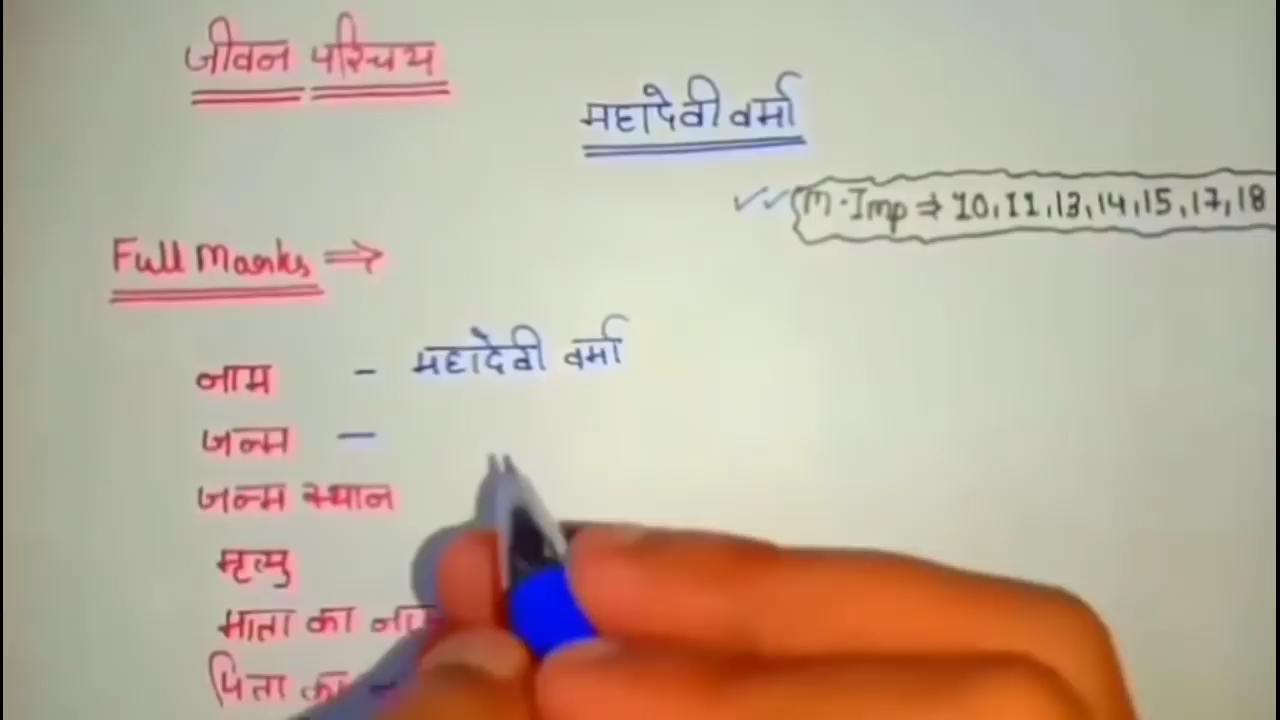 जीवन परिचय
महादेवी वर्मा
M.Imp ⇒ 10,11,13,14,15,17,18
Full Marks ⇒
नाम - महादेवी वर्मा
जन्म -
जन्म स्थान
मृत्यु
माता का
पिता का